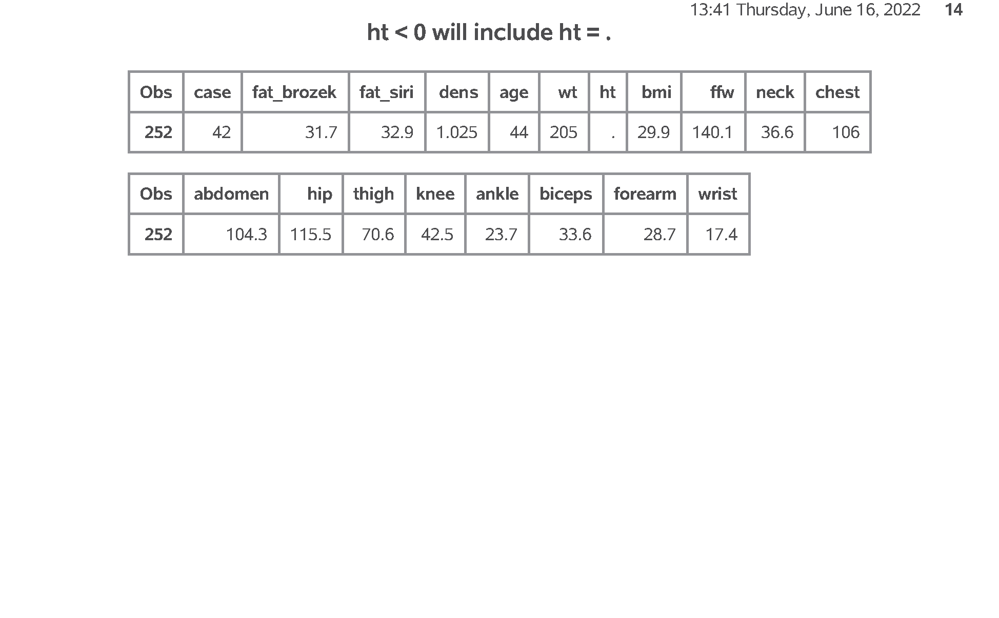 13:41 Thursday, June 16, 2022 14
ht < 0 will include ht = .
Obs case fat_brozek fat_siri dens age wt ht bmi ffw neck chest
252 42 31.7 32.9 1.025 44 205 . 29.9 140.1 36.6 106
Obs abdomen hip thigh knee ankle biceps forearm wrist
252 104.3 115.5 70.6 42.5 23.7 33.6 28.7 17.4